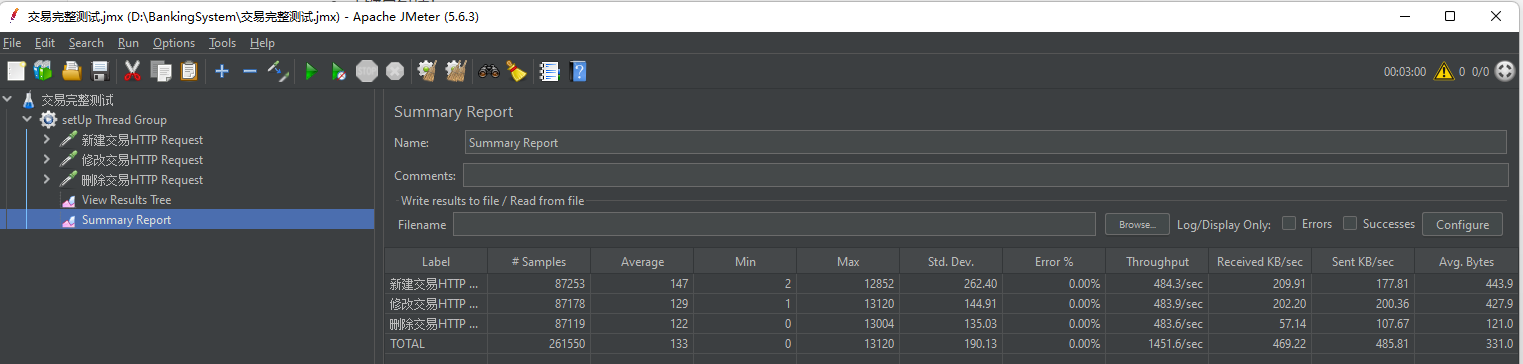 交易完整测试.jmx (D:\BankingSystem\交易完整测试.jmx) - Apache JMeter (5.6.3)
File Edit Search Run Options Tools Help
STOP 00:03:00 0 0/0
交易完整测试
setUp Thread Group
新建交易HTTP Request
修改交易HTTP Request
删除交易HTTP Request
View Results Tree
Summary Report
Summary Report
Name: Summary Report
Comments:
Write results to file / Read from file
Filename Browse... Log/Display Only: Errors Successes Configure
Label # Samples Average Min Max Std. Dev. Error % Throughput Received KB/sec Sent KB/sec Avg. Bytes
新建交易HTTP ... 87253 147 2 12852 262.40 0.00% 484.3/sec 209.91 177.81 443.9
修改交易HTTP ... 87178 129 1 13120 144.91 0.00% 483.9/sec 202.20 200.36 427.9
删除交易HTTP ... 87119 122 0 13004 135.03 0.00% 483.6/sec 57.14 107.67 121.0
TOTAL 261550 133 0 13120 190.13 0.00% 1451.6/sec 469.22 485.81 331.0